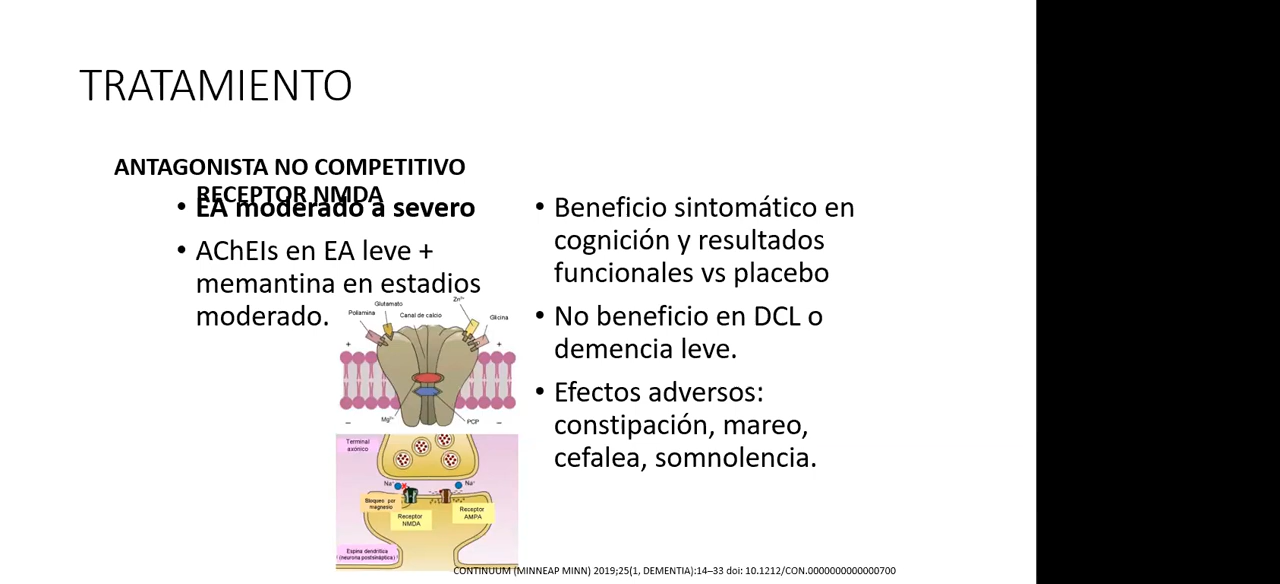 TRATAMIENTO
ANTAGONISTA NO COMPETITIVO
RECEPTOR NMDA
• EA moderado a severo
• AChEIs en EA leve +
memantina en estadios
moderado.
• Beneficio sintomático en
cognición y resultados
funcionales vs placebo
• No beneficio en DCL o
demencia leve.
• Efectos adversos:
constipación, mareo,
cefalea, somnolencia.
Zn²⁺
Glutamato
Poliamina
Canal de calcio
Glicina
+
+
–
Mg²⁺
PCP
–
Terminal
axónico
Na⁺
Na⁺
Bloqueo por
magnesio
Receptor
NMDA
Receptor
AMPA
Espina dendrítica
(neurona postsináptica)
CONTINUUM (MINNEAP MINN) 2019;25(1, DEMENTIA):14–33 doi: 10.1212/CON.0000000000000700